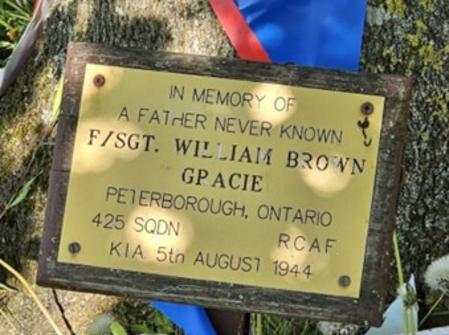 IN MEMORY OF
A FATHER NEVER KNOWN
F/SGT. WILLIAM BROWN
GRACIE
PETERBOROUGH, ONTARIO
425 SQDN RCAF
KIA 5th AUGUST 1944